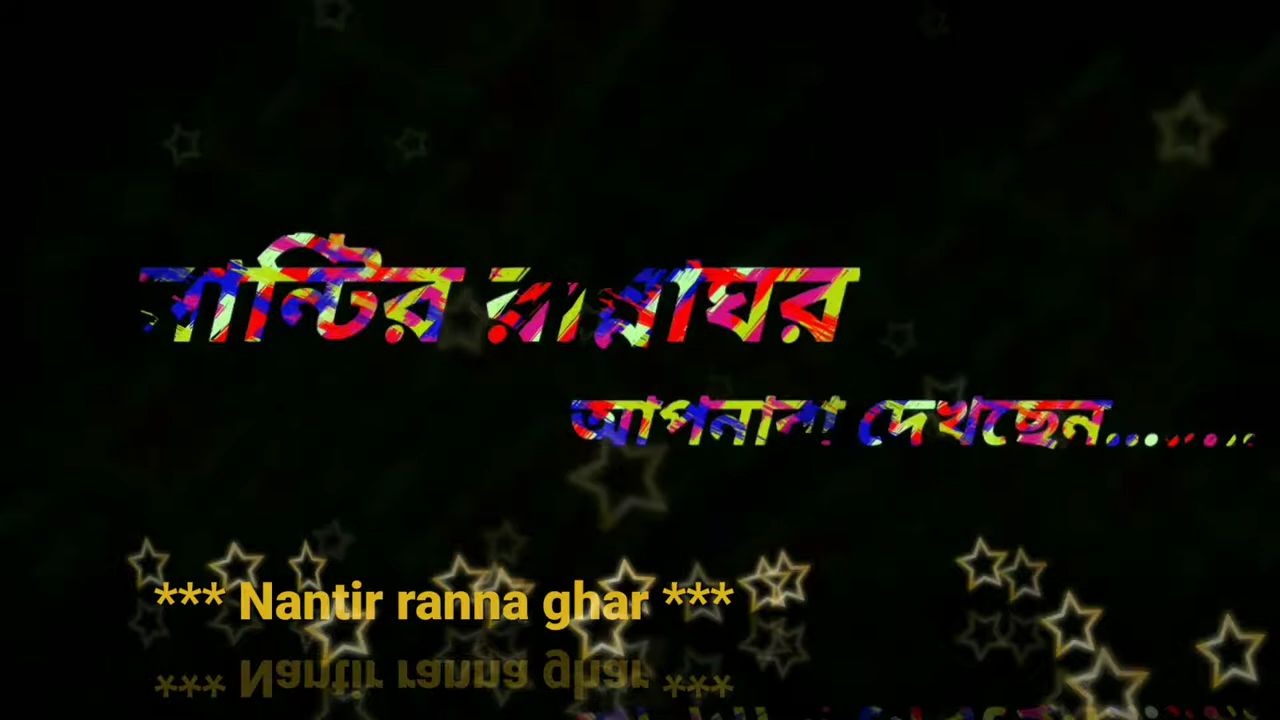 নান্টির রান্নাঘর
আপনারা দেখছেন.........
*** Nantir ranna ghar ***